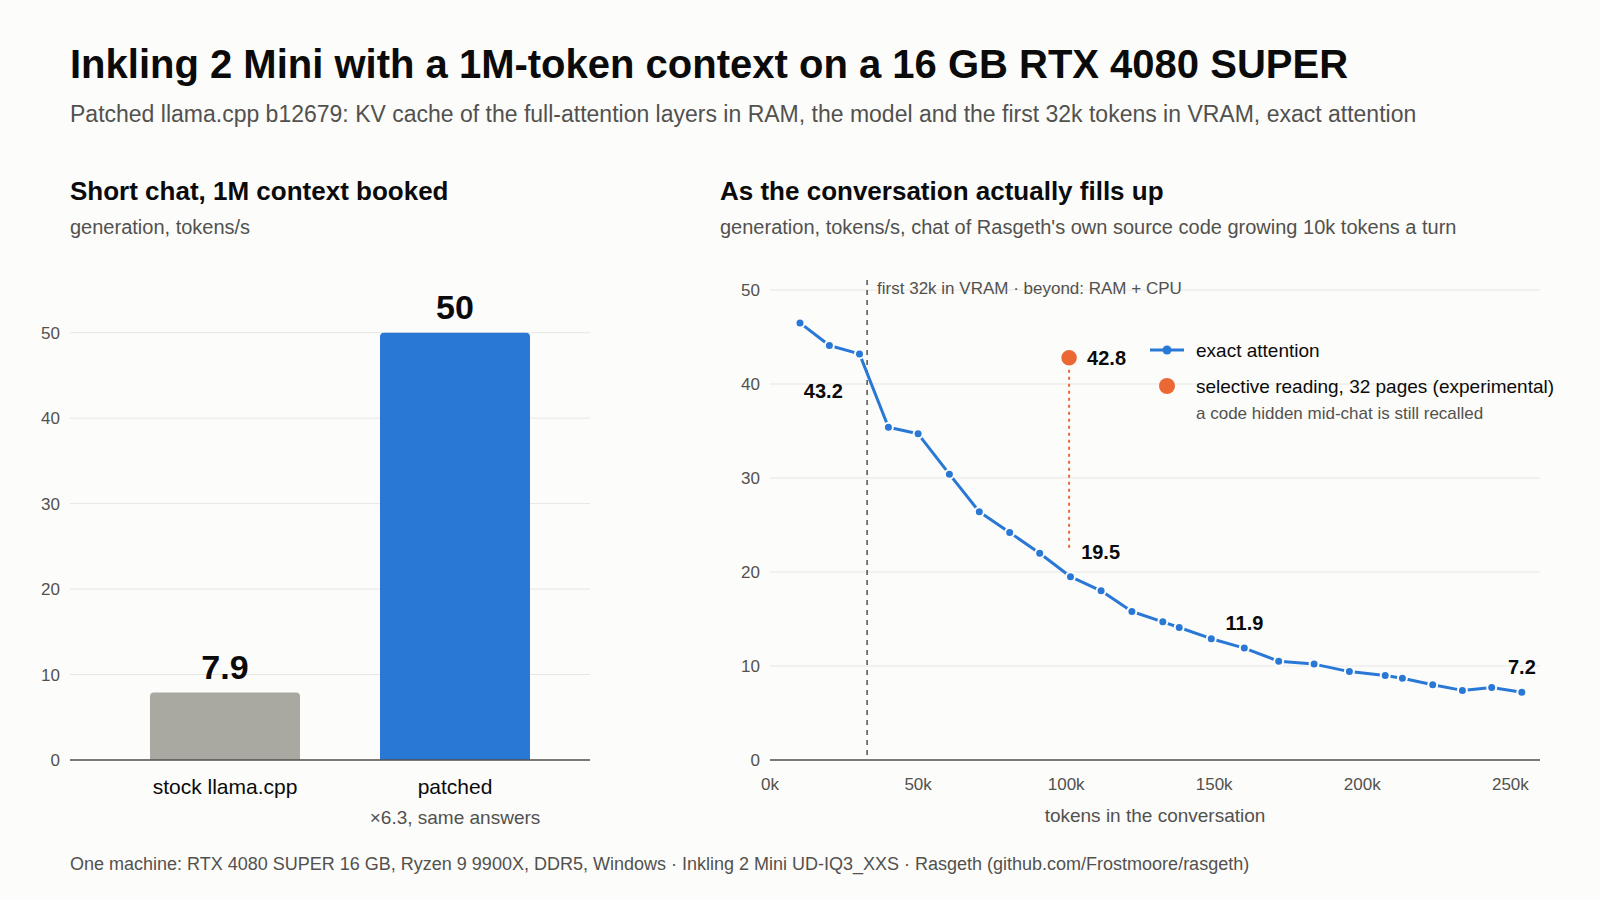 Inkling 2 Mini with a 1M-token context on a 16 GB RTX 4080 SUPER
Patched llama.cpp b12679: KV cache of the full-attention layers in RAM, the model and the first 32k tokens in VRAM, exact attention
Short chat, 1M context booked
generation, tokens/s
50
40
30
20
10
0
7.9
50
stock llama.cpp
patched
×6.3, same answers
As the conversation actually fills up
generation, tokens/s, chat of Rasgeth's own source code growing 10k tokens a turn
first 32k in VRAM · beyond: RAM + CPU
50
40
30
20
10
0
43.2
42.8
19.5
11.9
7.2
exact attention
selective reading, 32 pages (experimental)
a code hidden mid-chat is still recalled
0k
50k
100k
150k
200k
250k
tokens in the conversation
One machine: RTX 4080 SUPER 16 GB, Ryzen 9 9900X, DDR5, Windows · Inkling 2 Mini UD-IQ3_XXS · Rasgeth (github.com/Frostmoore/rasgeth)